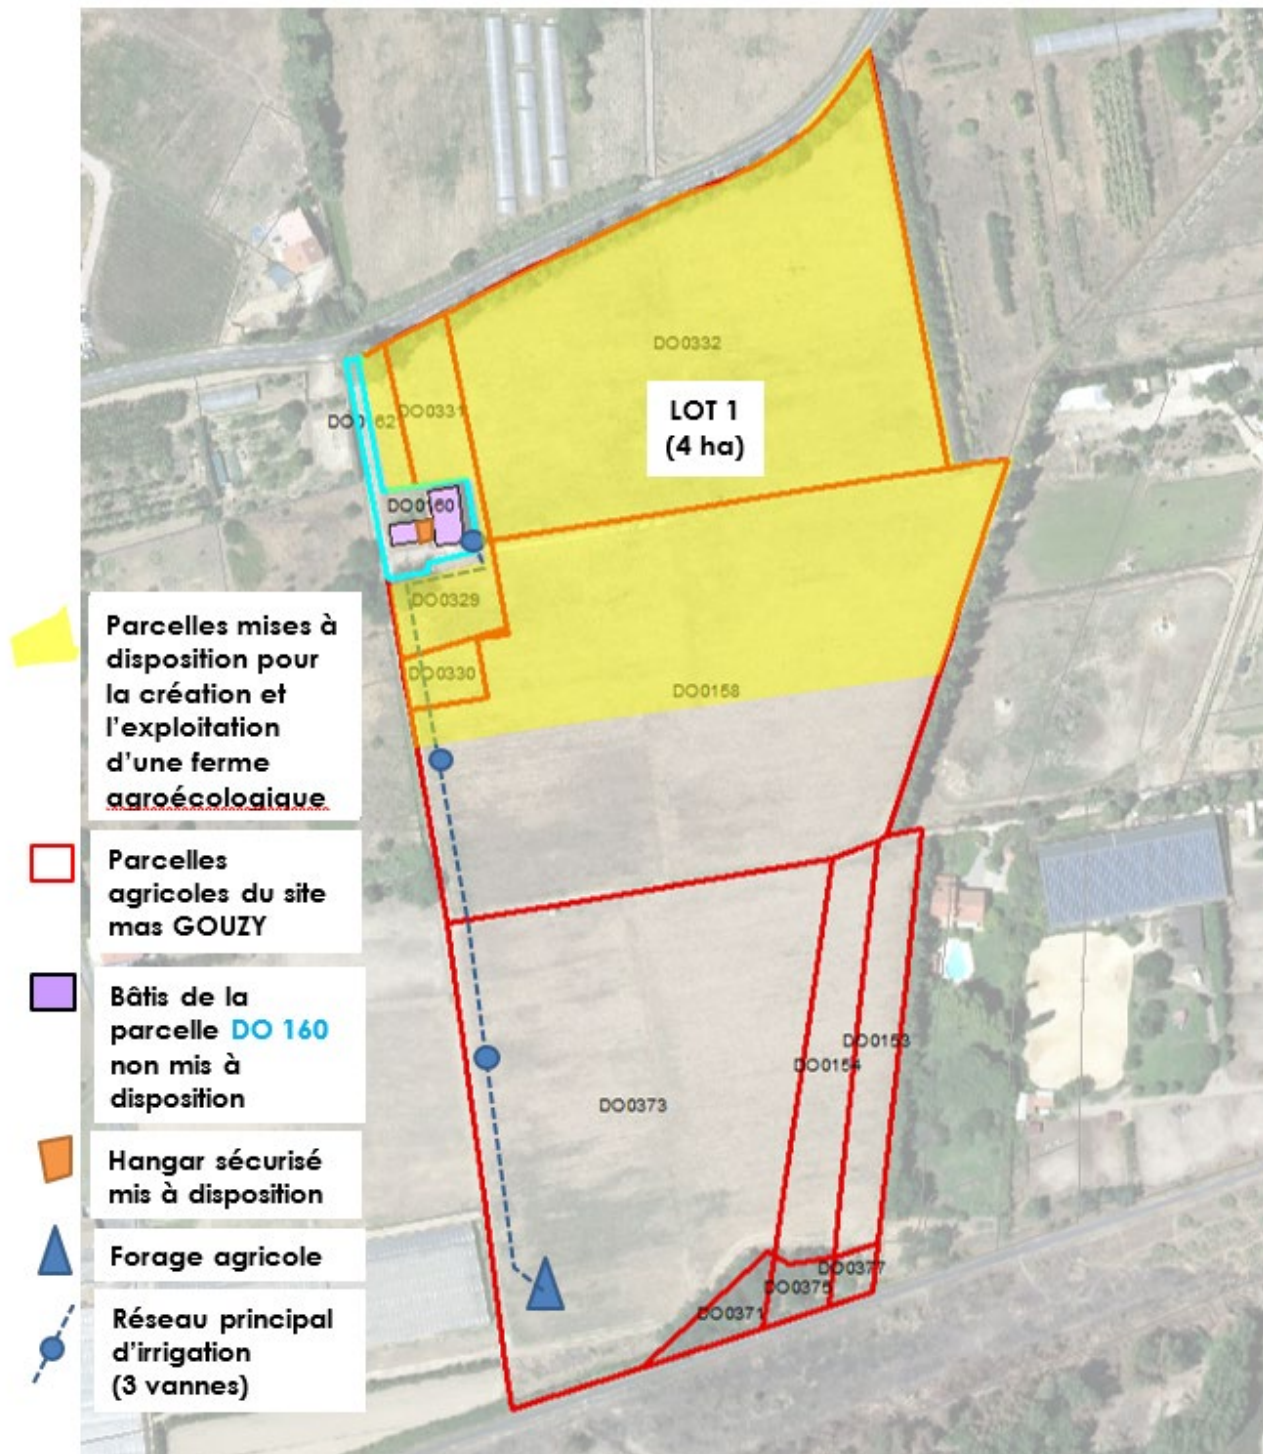 DO0332
LOT 1
(4 ha)
DO0331
DO0162
DO0160
DO0329
DO0330
DO0158
Parcelles mises à
disposition pour
la création et
l'exploitation
d'une ferme
agroécologique
Parcelles
agricoles du site
mas GOUZY
Bâtis de la
parcelle DO 160
non mis à
disposition
Hangar sécurisé
mis à disposition
Forage agricole
Réseau principal
d'irrigation
(3 vannes)
DO0153
DO0154
DO0373
DO0377
DO0375
DO0371